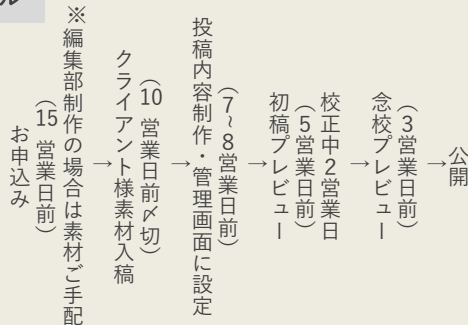 お申込み
（15営業日前）
※編集部制作の場合は素材ご手配
→
クライアント様素材入稿
（10営業日前〆切）
→
投稿内容制作・管理画面に設定
（7~8営業日前）
→
初稿プレビュー
（5営業日前）
校正中2営業日
→
念校プレビュー
（3営業日前）
→
公開